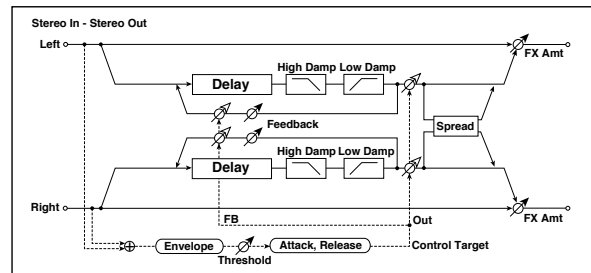 Stereo In - Stereo Out
Left
FX Amt
High Damp Low Damp
Delay
Feedback
Spread
High Damp Low Damp
Delay
Right
FB
Out
FX Amt
Envelope
Threshold
Attack, Release
Control Target